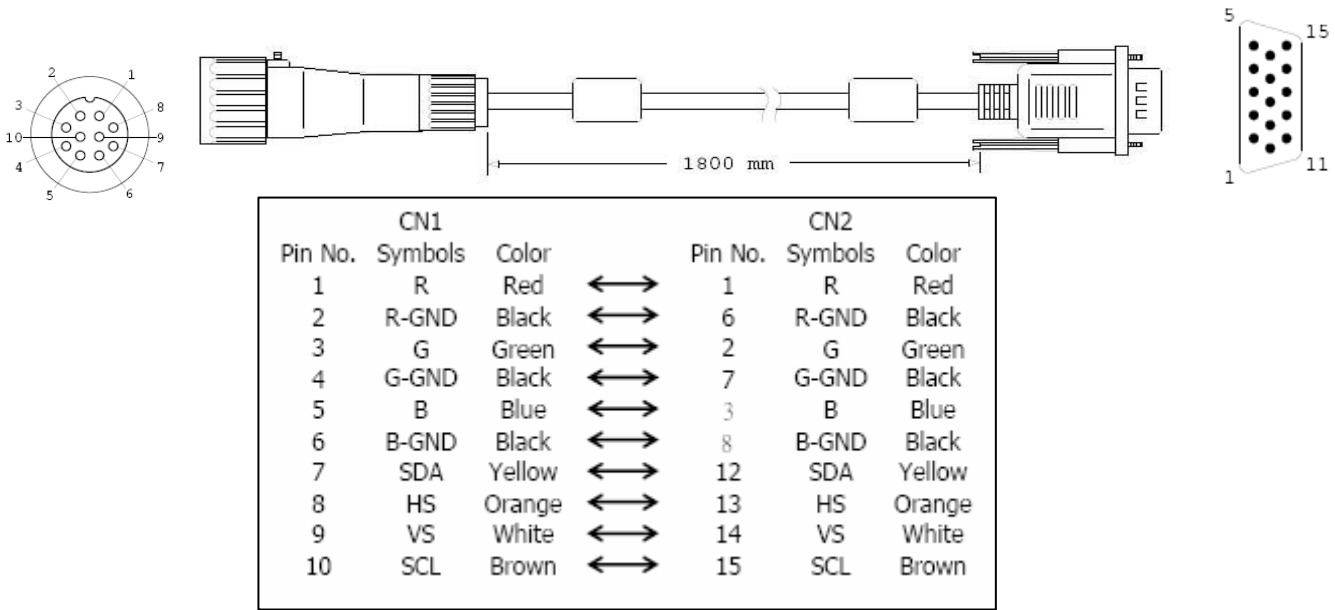 5
15
2
1
3
8
10
9
4
7
5
6
1800 mm
1
11
CN1 CN2
Pin No. Symbols Color Pin No. Symbols Color
1 R Red 1 R Red
2 R-GND Black 6 R-GND Black
3 G Green 2 G Green
4 G-GND Black 7 G-GND Black
5 B Blue 3 B Blue
6 B-GND Black 8 B-GND Black
7 SDA Yellow 12 SDA Yellow
8 HS Orange 13 HS Orange
9 VS White 14 VS White
10 SCL Brown 15 SCL Brown